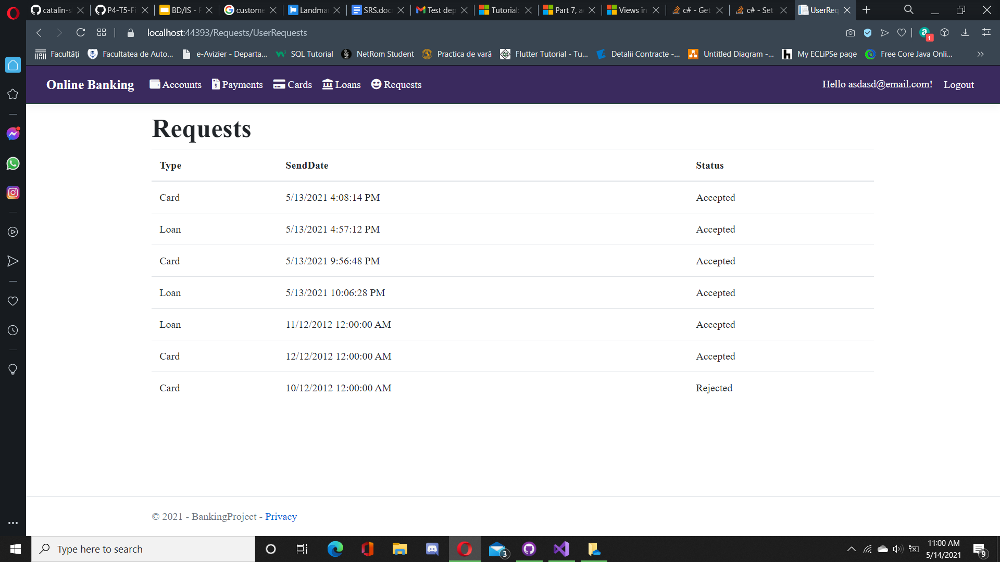 catalin-s
P4-T5-Fi
BD/IS - P
custome
Landmar
SRS.doc
Test dep
Tutorial:
Part 7, a
Views in
c# - Get
c# - Set
UserReq
localhost:44393/Requests/UserRequests
1
Facultăți
Facultatea de Auto...
e-Avizier - Departa...
SQL Tutorial
NetRom Student
Practica de vară
Flutter Tutorial - Tu...
Detalii Contracte -...
Untitled Diagram -...
My ECLiPSe page
Free Core Java Onli...
Online Banking
Accounts
Payments
Cards
Loans
Requests
Hello asdasd@email.com!
Logout
Requests
Type SendDate Status
Card 5/13/2021 4:08:14 PM Accepted
Loan 5/13/2021 4:57:12 PM Accepted
Card 5/13/2021 9:56:48 PM Accepted
Loan 5/13/2021 10:06:28 PM Accepted
Loan 11/12/2012 12:00:00 AM Accepted
Card 12/12/2012 12:00:00 AM Accepted
Card 10/12/2012 12:00:00 AM Rejected
© 2021 - BankingProject - Privacy
Type here to search
3
11:00 AM
5/14/2021
9